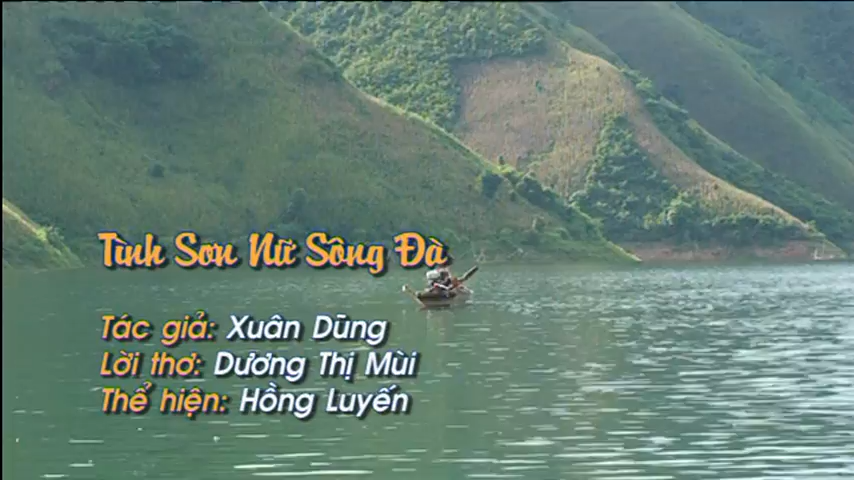 Tình Sơn Nữ Sông Đà
Tác giả: Xuân Dũng
Lời thơ: Dương Thị Mùi
Thể hiện: Hồng Luyến